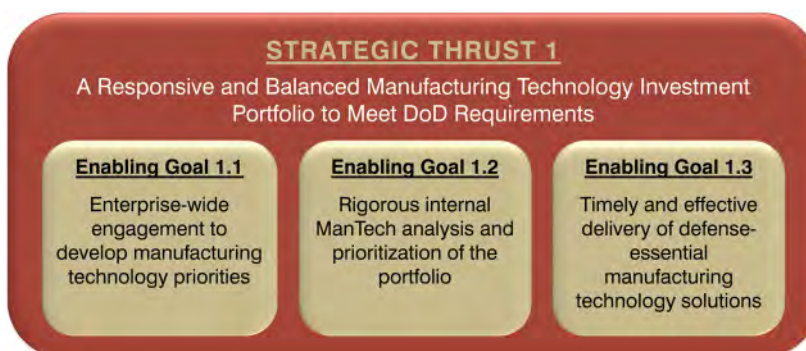 STRATEGIC THRUST 1
A Responsive and Balanced Manufacturing Technology Investment
Portfolio to Meet DoD Requirements
Enabling Goal 1.1
Enterprise-wide
engagement to
develop manufacturing
technology priorities
Enabling Goal 1.2
Rigorous internal
ManTech analysis and
prioritization of the
portfolio
Enabling Goal 1.3
Timely and effective
delivery of defense-
essential
manufacturing
technology solutions